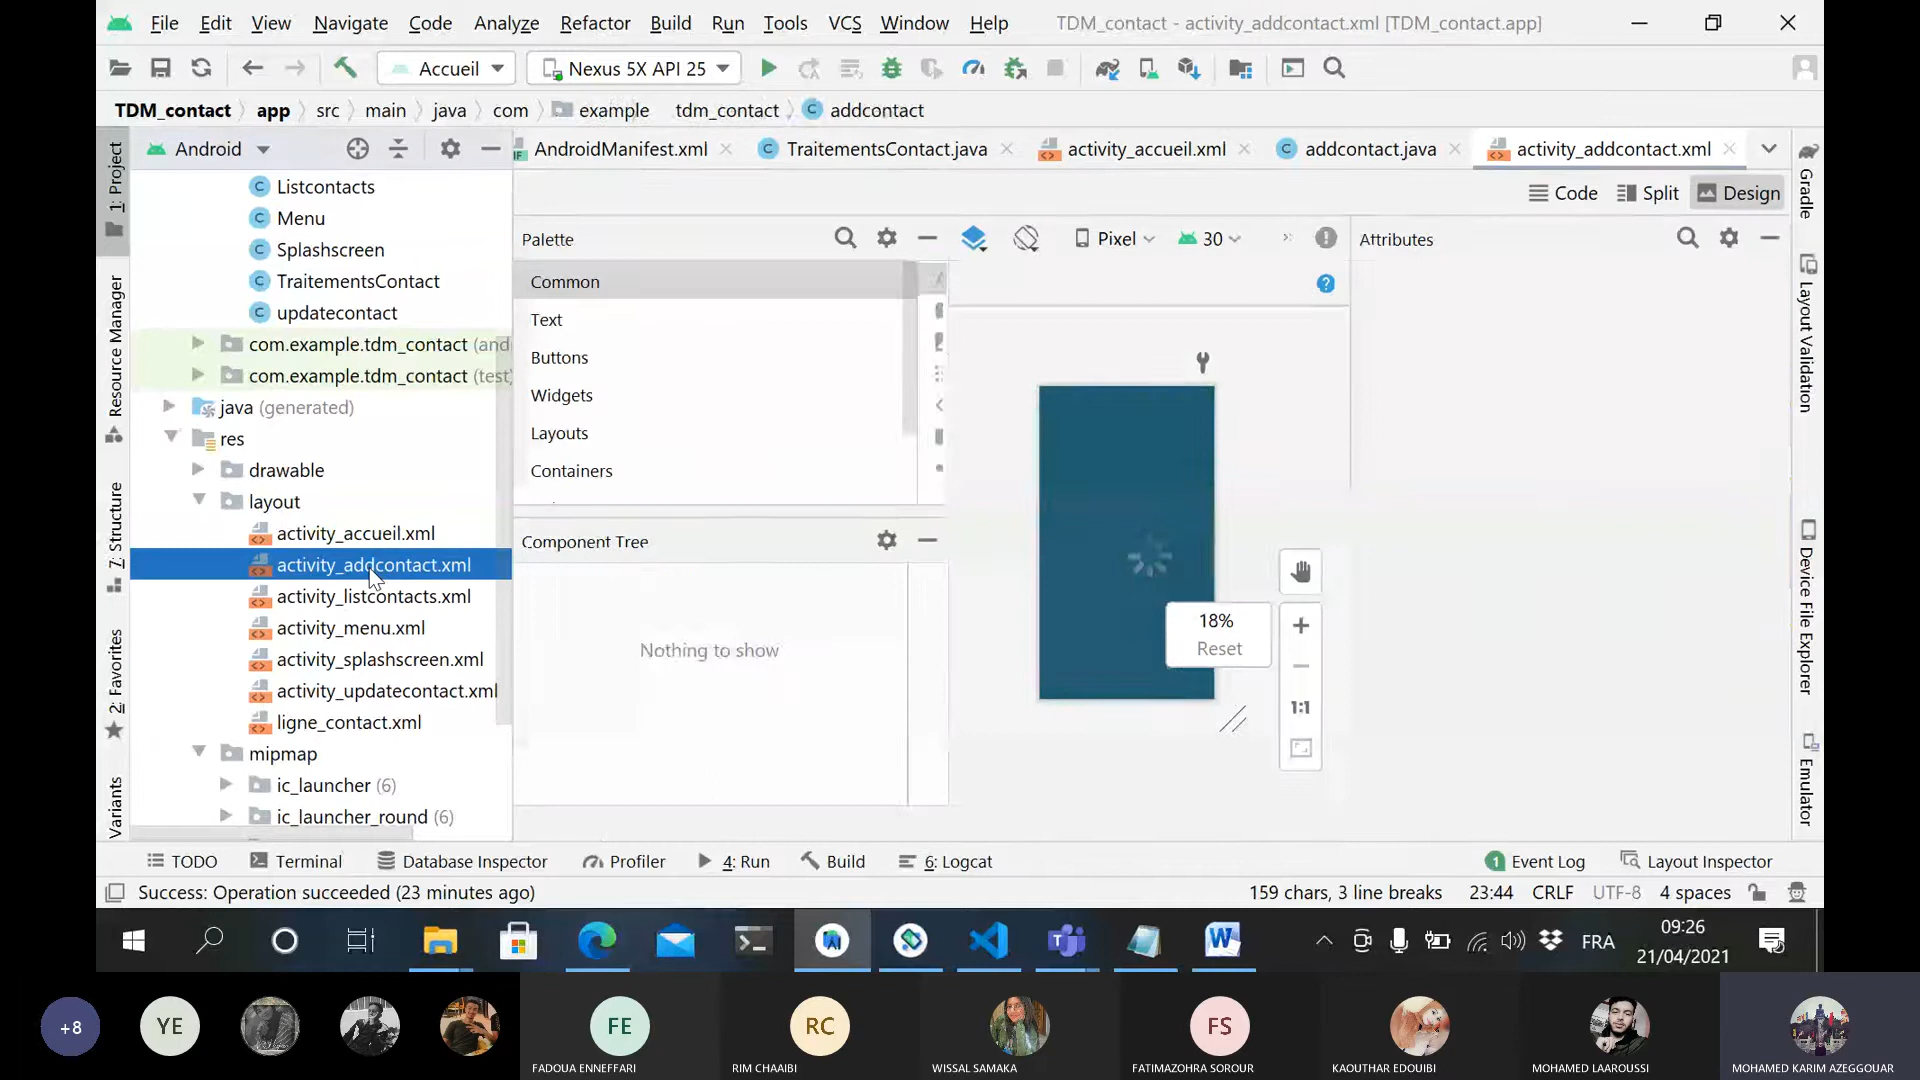 File Edit View Navigate Code Analyze Refactor Build Run Tools VCS Window Help TDM_contact - activity_addcontact.xml [TDM_contact.app]
Accueil Nexus 5X API 25
TDM_contact app src main java com example tdm_contact addcontact
Android AndroidManifest.xml TraitementsContact.java activity_accueil.xml addcontact.java activity_addcontact.xml
Code Split Design
Listcontacts
Menu
Splashscreen
TraitementsContact
updatecontact
com.example.tdm_contact (and
com.example.tdm_contact (test)
java (generated)
res
drawable
layout
activity_accueil.xml
activity_addcontact.xml
activity_listcontacts.xml
activity_menu.xml
activity_splashscreen.xml
activity_updatecontact.xml
ligne_contact.xml
mipmap
ic_launcher (6)
ic_launcher_round (6)
Palette
Common
Text
Buttons
Widgets
Layouts
Containers
Component Tree
Nothing to show
Pixel 30
18%
Reset
1:1
Attributes
1: Project
Resource Manager
7: Structure
2: Favorites
Variants
Gradle
Layout Validation
Device File Explorer
Emulator
TODO Terminal Database Inspector Profiler 4: Run Build 6: Logcat 1 Event Log Layout Inspector
Success: Operation succeeded (23 minutes ago) 159 chars, 3 line breaks 23:44 CRLF UTF-8 4 spaces
FRA 09:26
21/04/2021
+8 YE FE RC FS
FADOUA ENNEFFARI RIM CHAAIBI WISSAL SAMAKA FATIMAZOHRA SOROUR KAOUTHAR EDOUIBI MOHAMED LAAROUSSI MOHAMED KARIM AZEGGOUAR